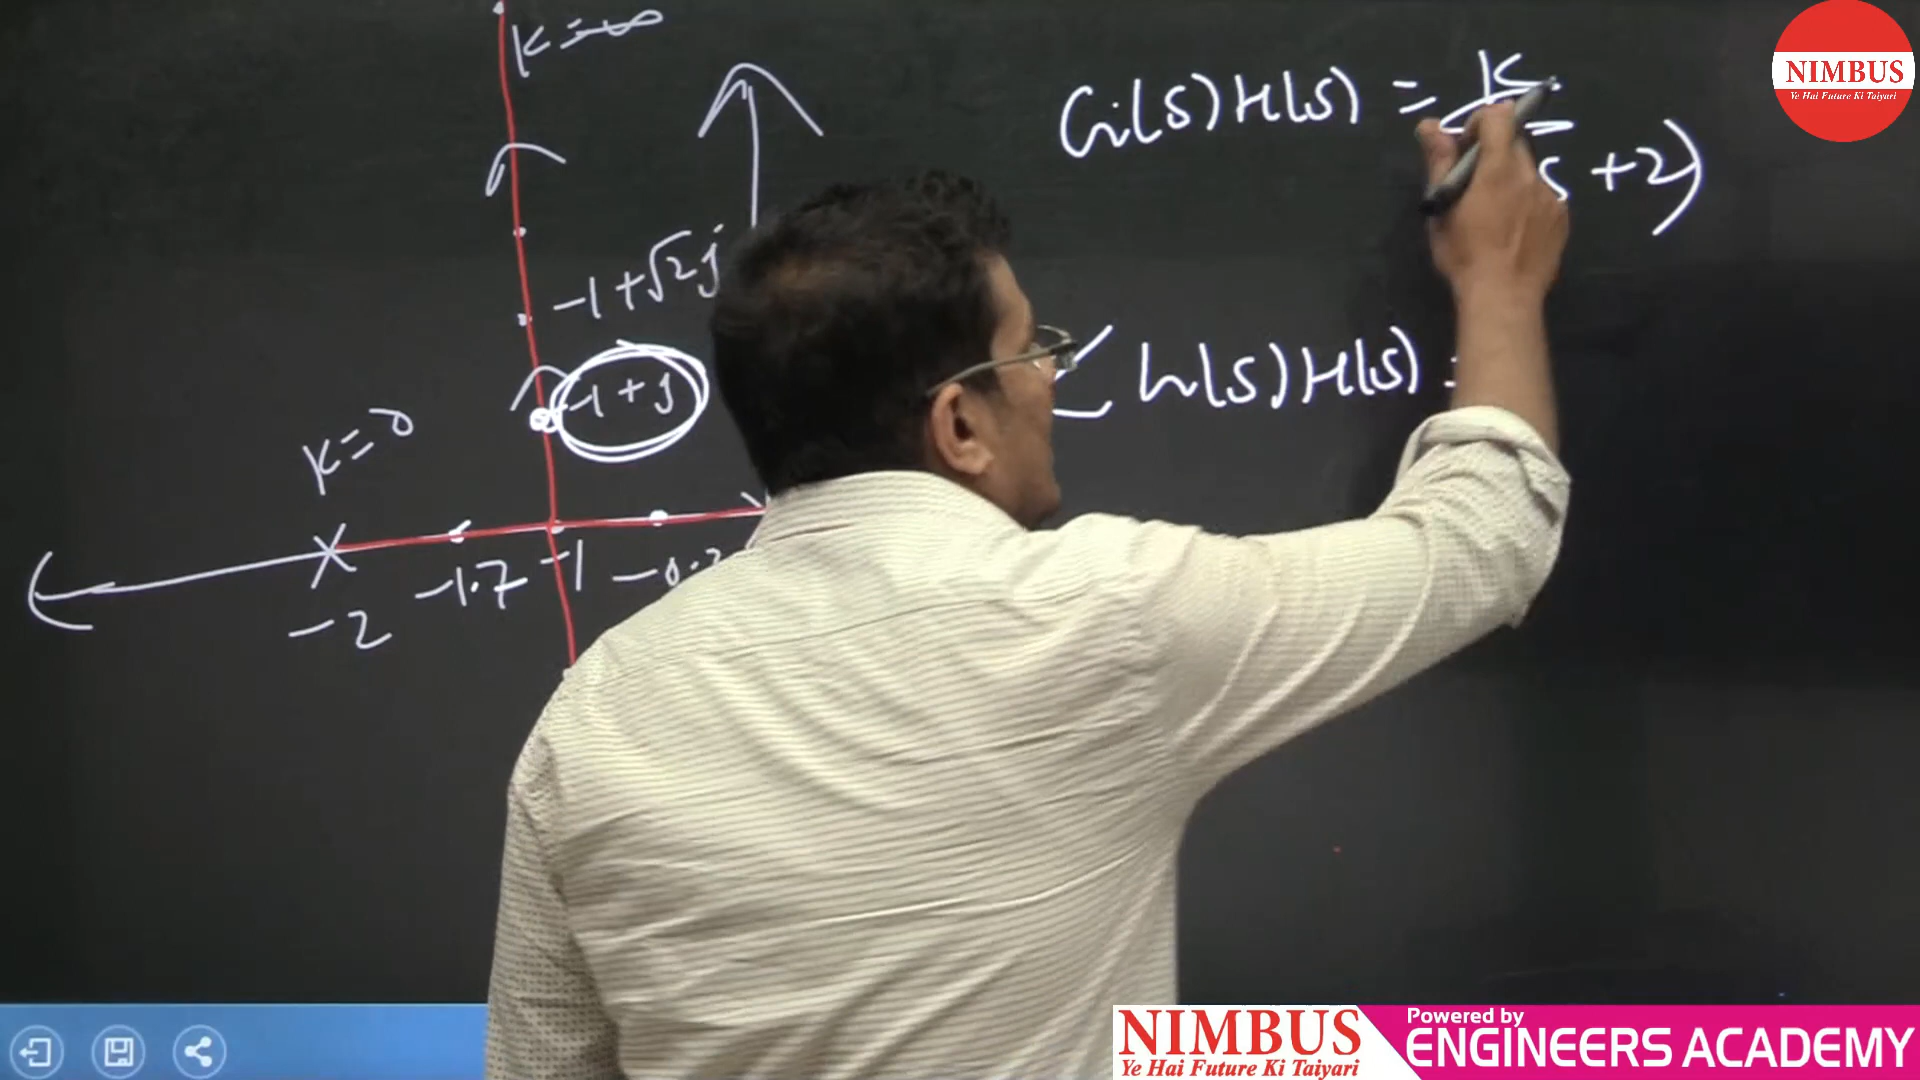 K=∞
G(s)H(s) = K
s+2)
NIMBUS
Ye Hai Future Ki Taiyari
-1+√2j
-1+j
∠G(s)H(s) =
K=0
-2
-1.7
-1
-0.
NIMBUS
Ye Hai Future Ki Taiyari
Powered by
ENGINEERS ACADEMY